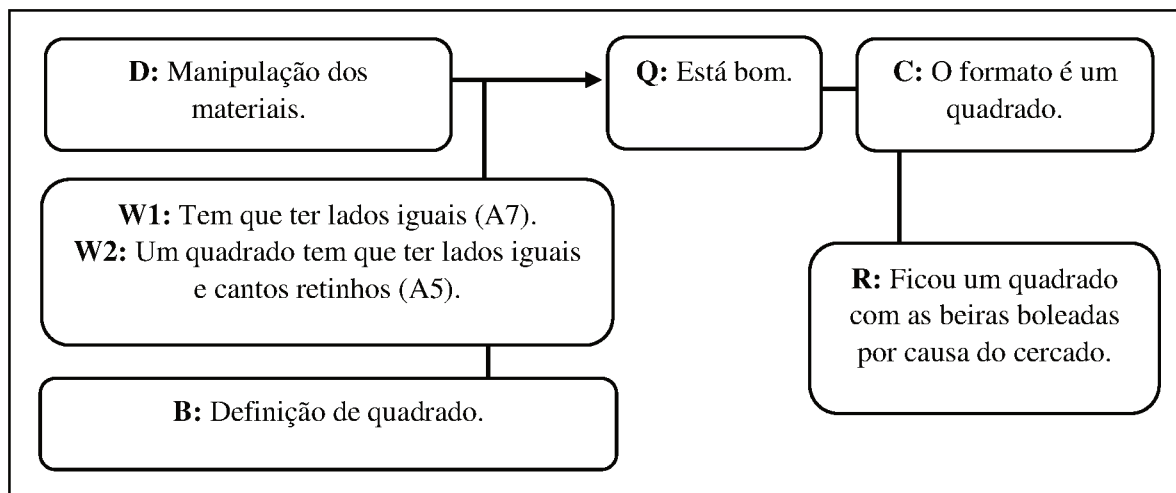 D: Manipulação dos
materiais.
Q: Está bom.
C: O formato é um
quadrado.
W1: Tem que ter lados iguais (A7).
W2: Um quadrado tem que ter lados iguais
e cantos retinhos (A5).
R: Ficou um quadrado
com as beiras boleadas
por causa do cercado.
B: Definição de quadrado.